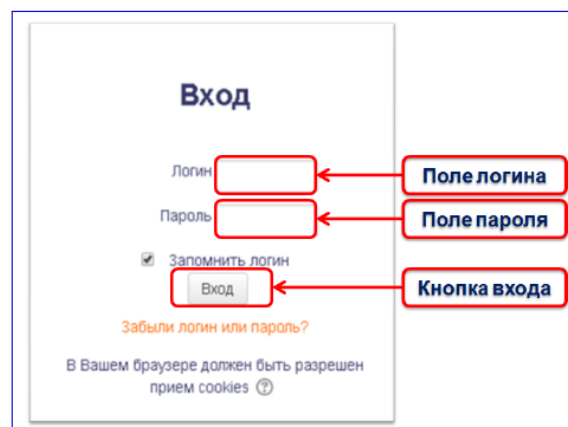 Вход
Логин
Поле логина
Пароль
Поле пароля
Запомнить логин
Вход
Кнопка входа
Забыли логин или пароль?
В Вашем браузере должен быть разрешен
прием cookies